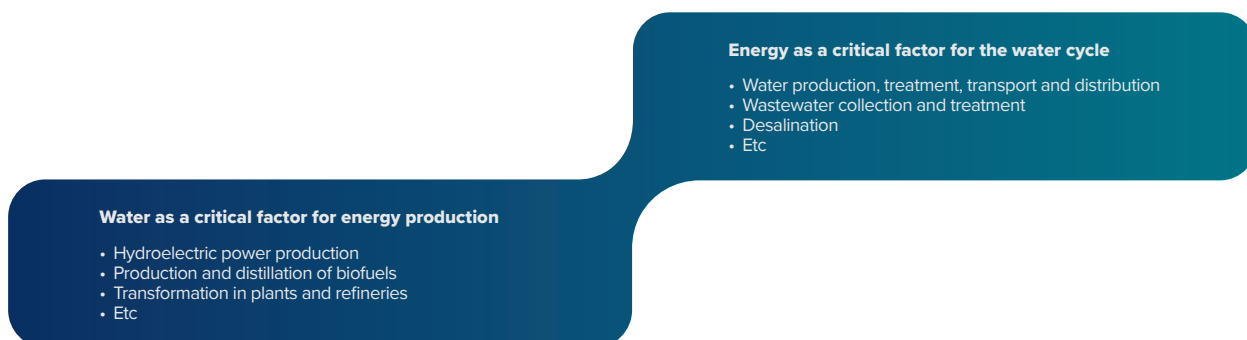 Energy as a critical factor for the water cycle
• Water production, treatment, transport and distribution
• Wastewater collection and treatment
• Desalination
• Etc
Water as a critical factor for energy production
• Hydroelectric power production
• Production and distillation of biofuels
• Transformation in plants and refineries
• Etc